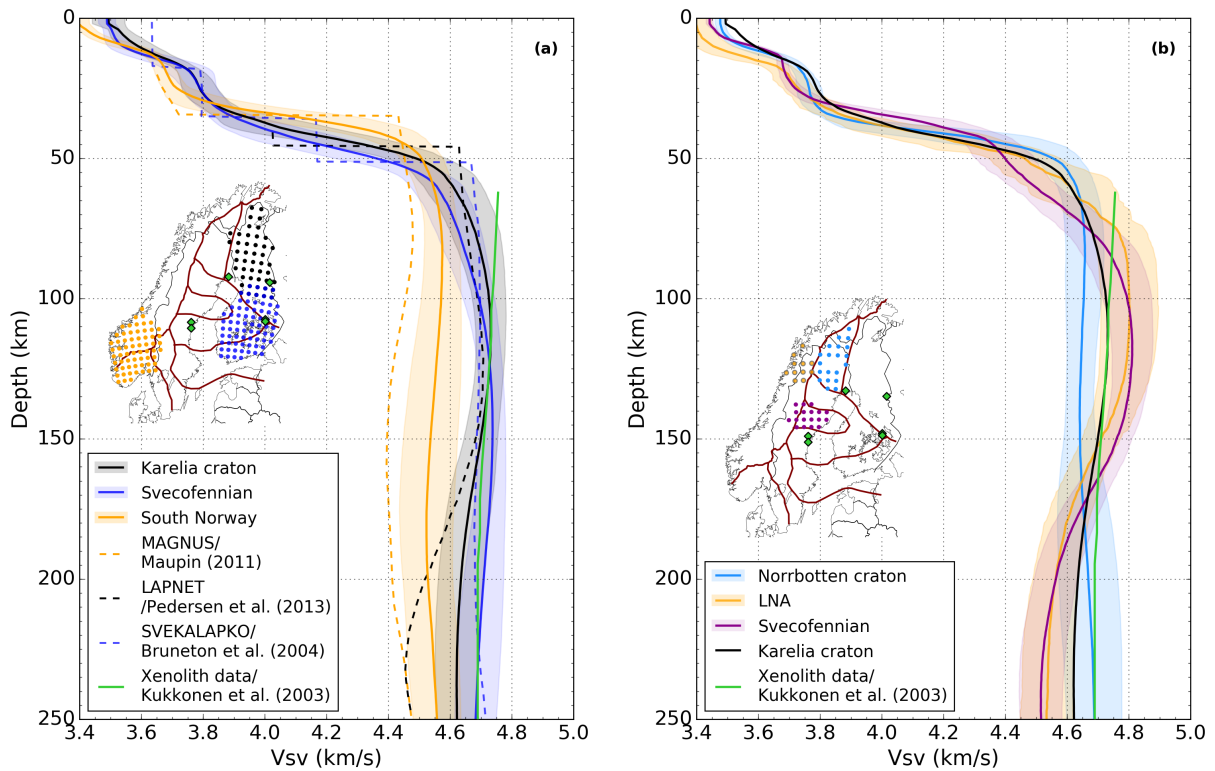 (a)
0
50
100
150
200
250
Depth (km)
Karelia craton
Svecofennian
South Norway
MAGNUS/
Maupin (2011)
LAPNET
/Pedersen et al. (2013)
SVEKALAPKO/
Bruneton et al. (2004)
Xenolith data/
Kukkonen et al. (2003)
3.4 3.6 3.8 4.0 4.2 4.4 4.6 4.8 5.0
Vsv (km/s)
(b)
0
50
100
150
200
250
Depth (km)
Norrbotten craton
LNA
Svecofennian
Karelia craton
Xenolith data/
Kukkonen et al. (2003)
3.4 3.6 3.8 4.0 4.2 4.4 4.6 4.8 5.0
Vsv (km/s)